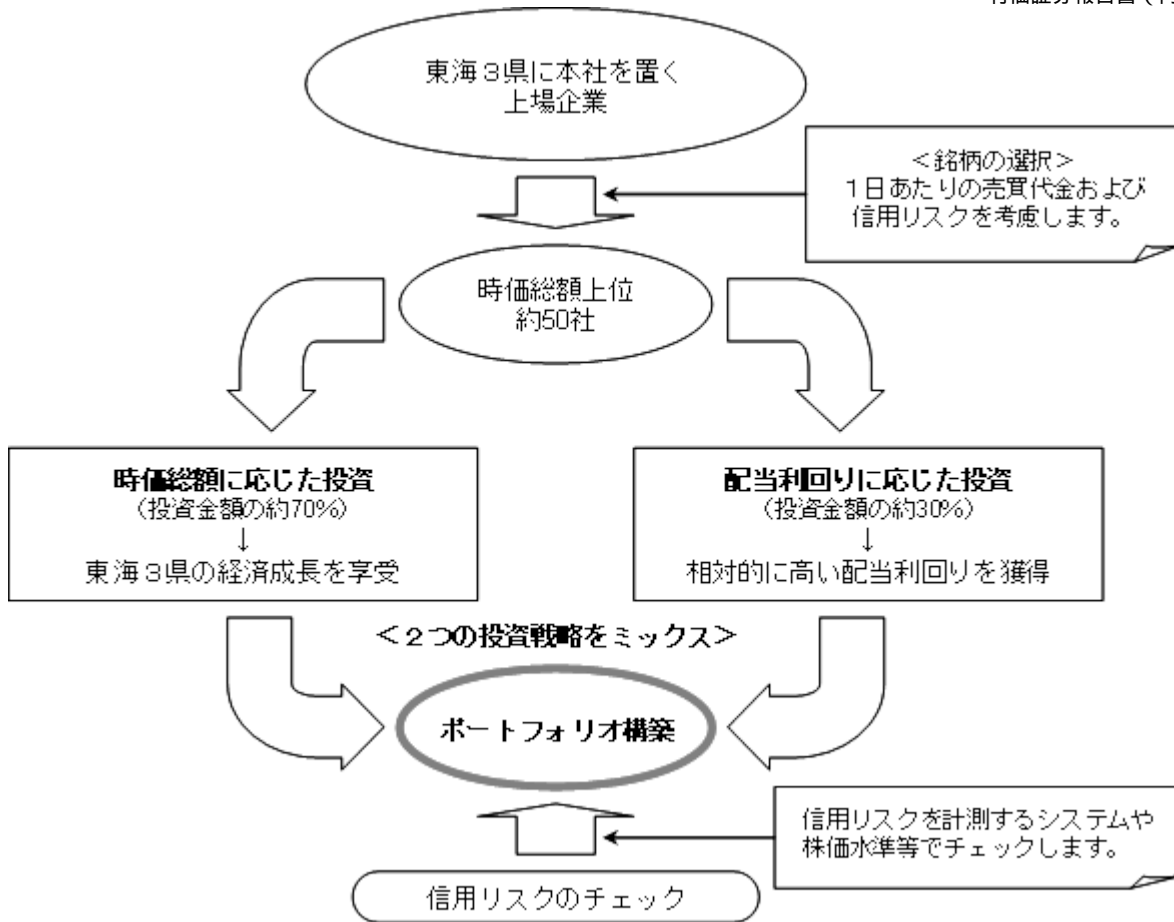 東海３県に本社を置く
上場企業
＜銘柄の選択＞
１日あたりの売買代金および
信用リスクを考慮します。
時価総額上位
約50社
時価総額に応じた投資
（投資金額の約70%）
↓
東海３県の経済成長を享受
配当利回りに応じた投資
（投資金額の約30%）
↓
相対的に高い配当利回りを獲得
＜２つの投資戦略をミックス＞
ポートフォリオ構築
信用リスクを計測するシステムや
株価水準等でチェックします。
信用リスクのチェック